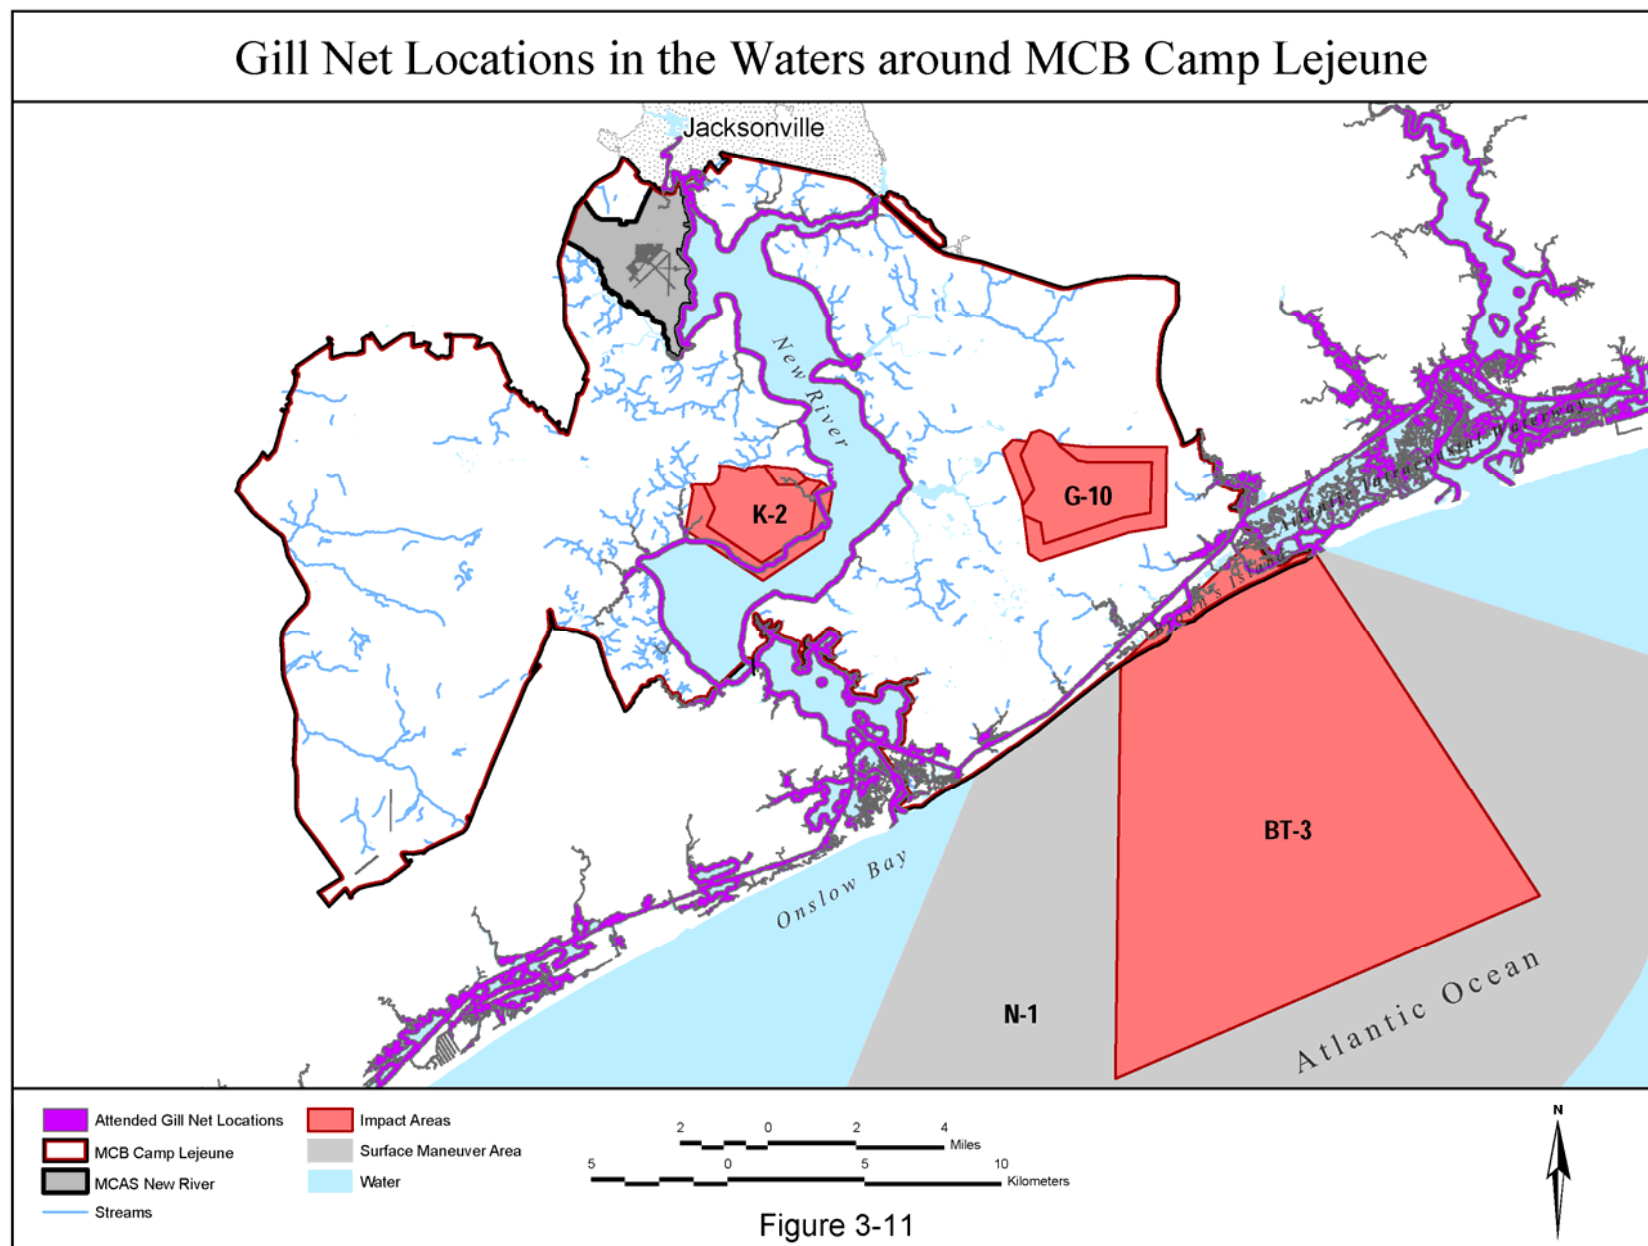 Gill Net Locations in the Waters around MCB Camp Lejeune
Jacksonville
New River
K-2
G-10
Atlantic Intracoastal Waterway
Brown's Island
BT-3
Onslow Bay
N-1
Atlantic Ocean
Attended Gill Net Locations
MCB Camp Lejeune
MCAS New River
Streams
Impact Areas
Surface Maneuver Area
Water
2 0 2 4
Miles
5 0 5 10
Kilometers
N
Figure 3-11